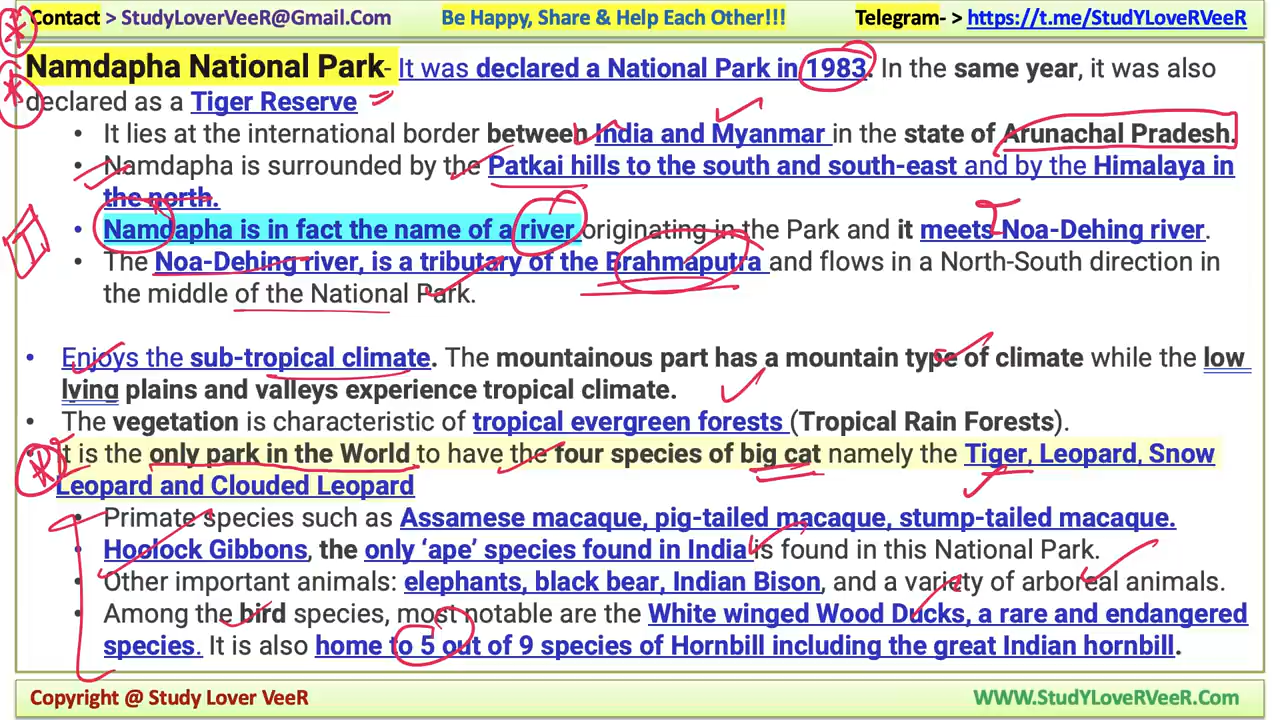 Contact > StudyLoverVeeR@Gmail.Com Be Happy, Share & Help Each Other!!! Telegram- > https://t.me/StudYLoveRVeeR
Namdapha National Park- It was declared a National Park in 1983. In the same year, it was also
declared as a Tiger Reserve
• It lies at the international border between India and Myanmar in the state of Arunachal Pradesh.
• Namdapha is surrounded by the Patkai hills to the south and south-east and by the Himalaya in
the north.
• Namdapha is in fact the name of a river originating in the Park and it meets Noa-Dehing river.
• The Noa-Dehing river, is a tributary of the Brahmaputra and flows in a North-South direction in
the middle of the National Park.
• Enjoys the sub-tropical climate. The mountainous part has a mountain type of climate while the low
lying plains and valleys experience tropical climate.
• The vegetation is characteristic of tropical evergreen forests (Tropical Rain Forests).
• It is the only park in the World to have the four species of big cat namely the Tiger, Leopard, Snow
Leopard and Clouded Leopard
• Primate species such as Assamese macaque, pig-tailed macaque, stump-tailed macaque.
• Hoolock Gibbons, the only ‘ape’ species found in India is found in this National Park.
• Other important animals: elephants, black bear, Indian Bison, and a variety of arboreal animals.
• Among the bird species, most notable are the White winged Wood Ducks, a rare and endangered
species. It is also home to 5 out of 9 species of Hornbill including the great Indian hornbill.
Copyright @ Study Lover VeeR WWW.StudYLoveRVeeR.Com